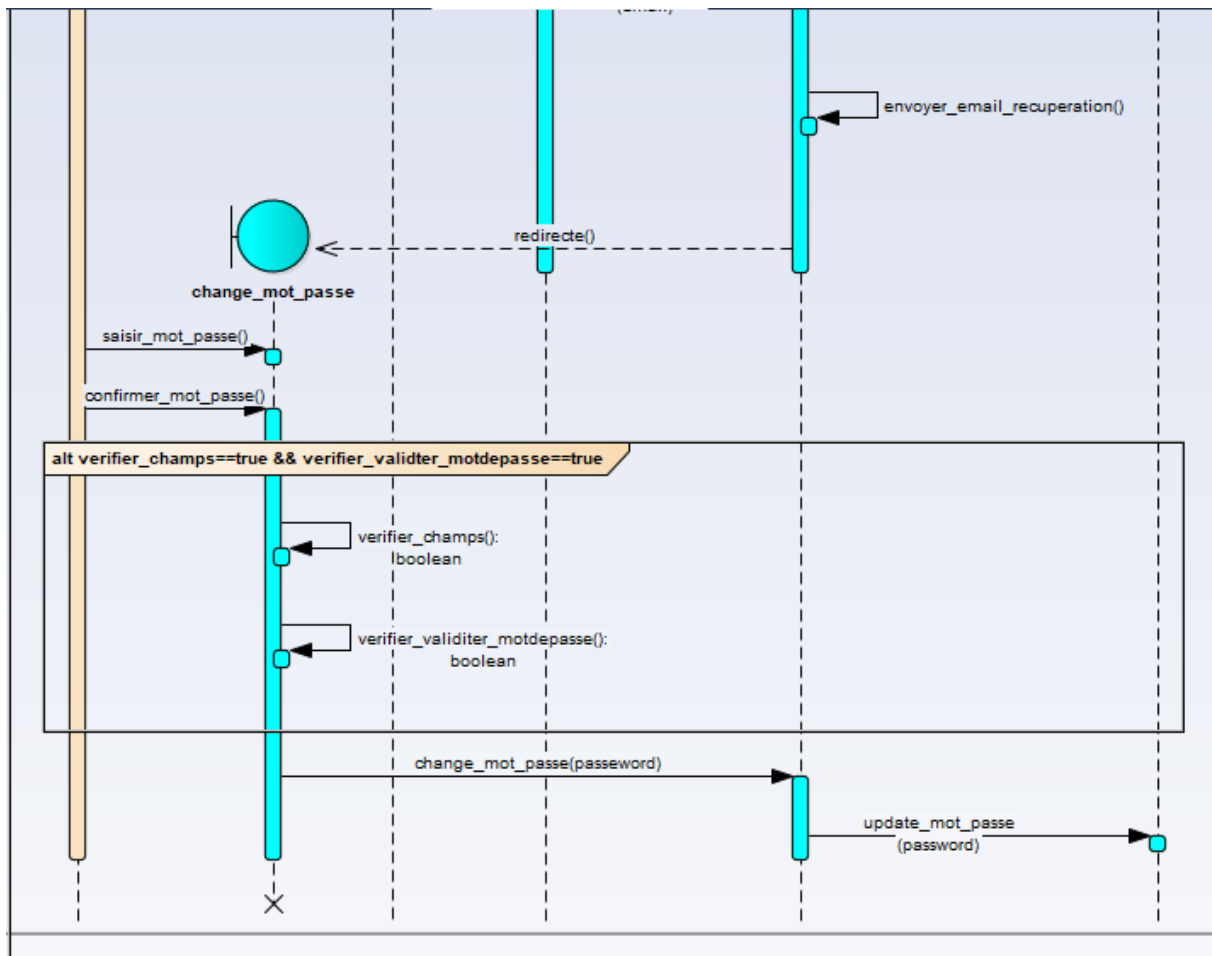 envoyer_email_recuperation()
redirecte()
change_mot_passe
saisir_mot_passe()
confirmer_mot_passe()
alt verifier_champs==true && verifier_validter_motdepasse==true
verifier_champs():
boolean
verifier_validiter_motdepasse():
boolean
change_mot_passe(passeword)
update_mot_passe
(password)